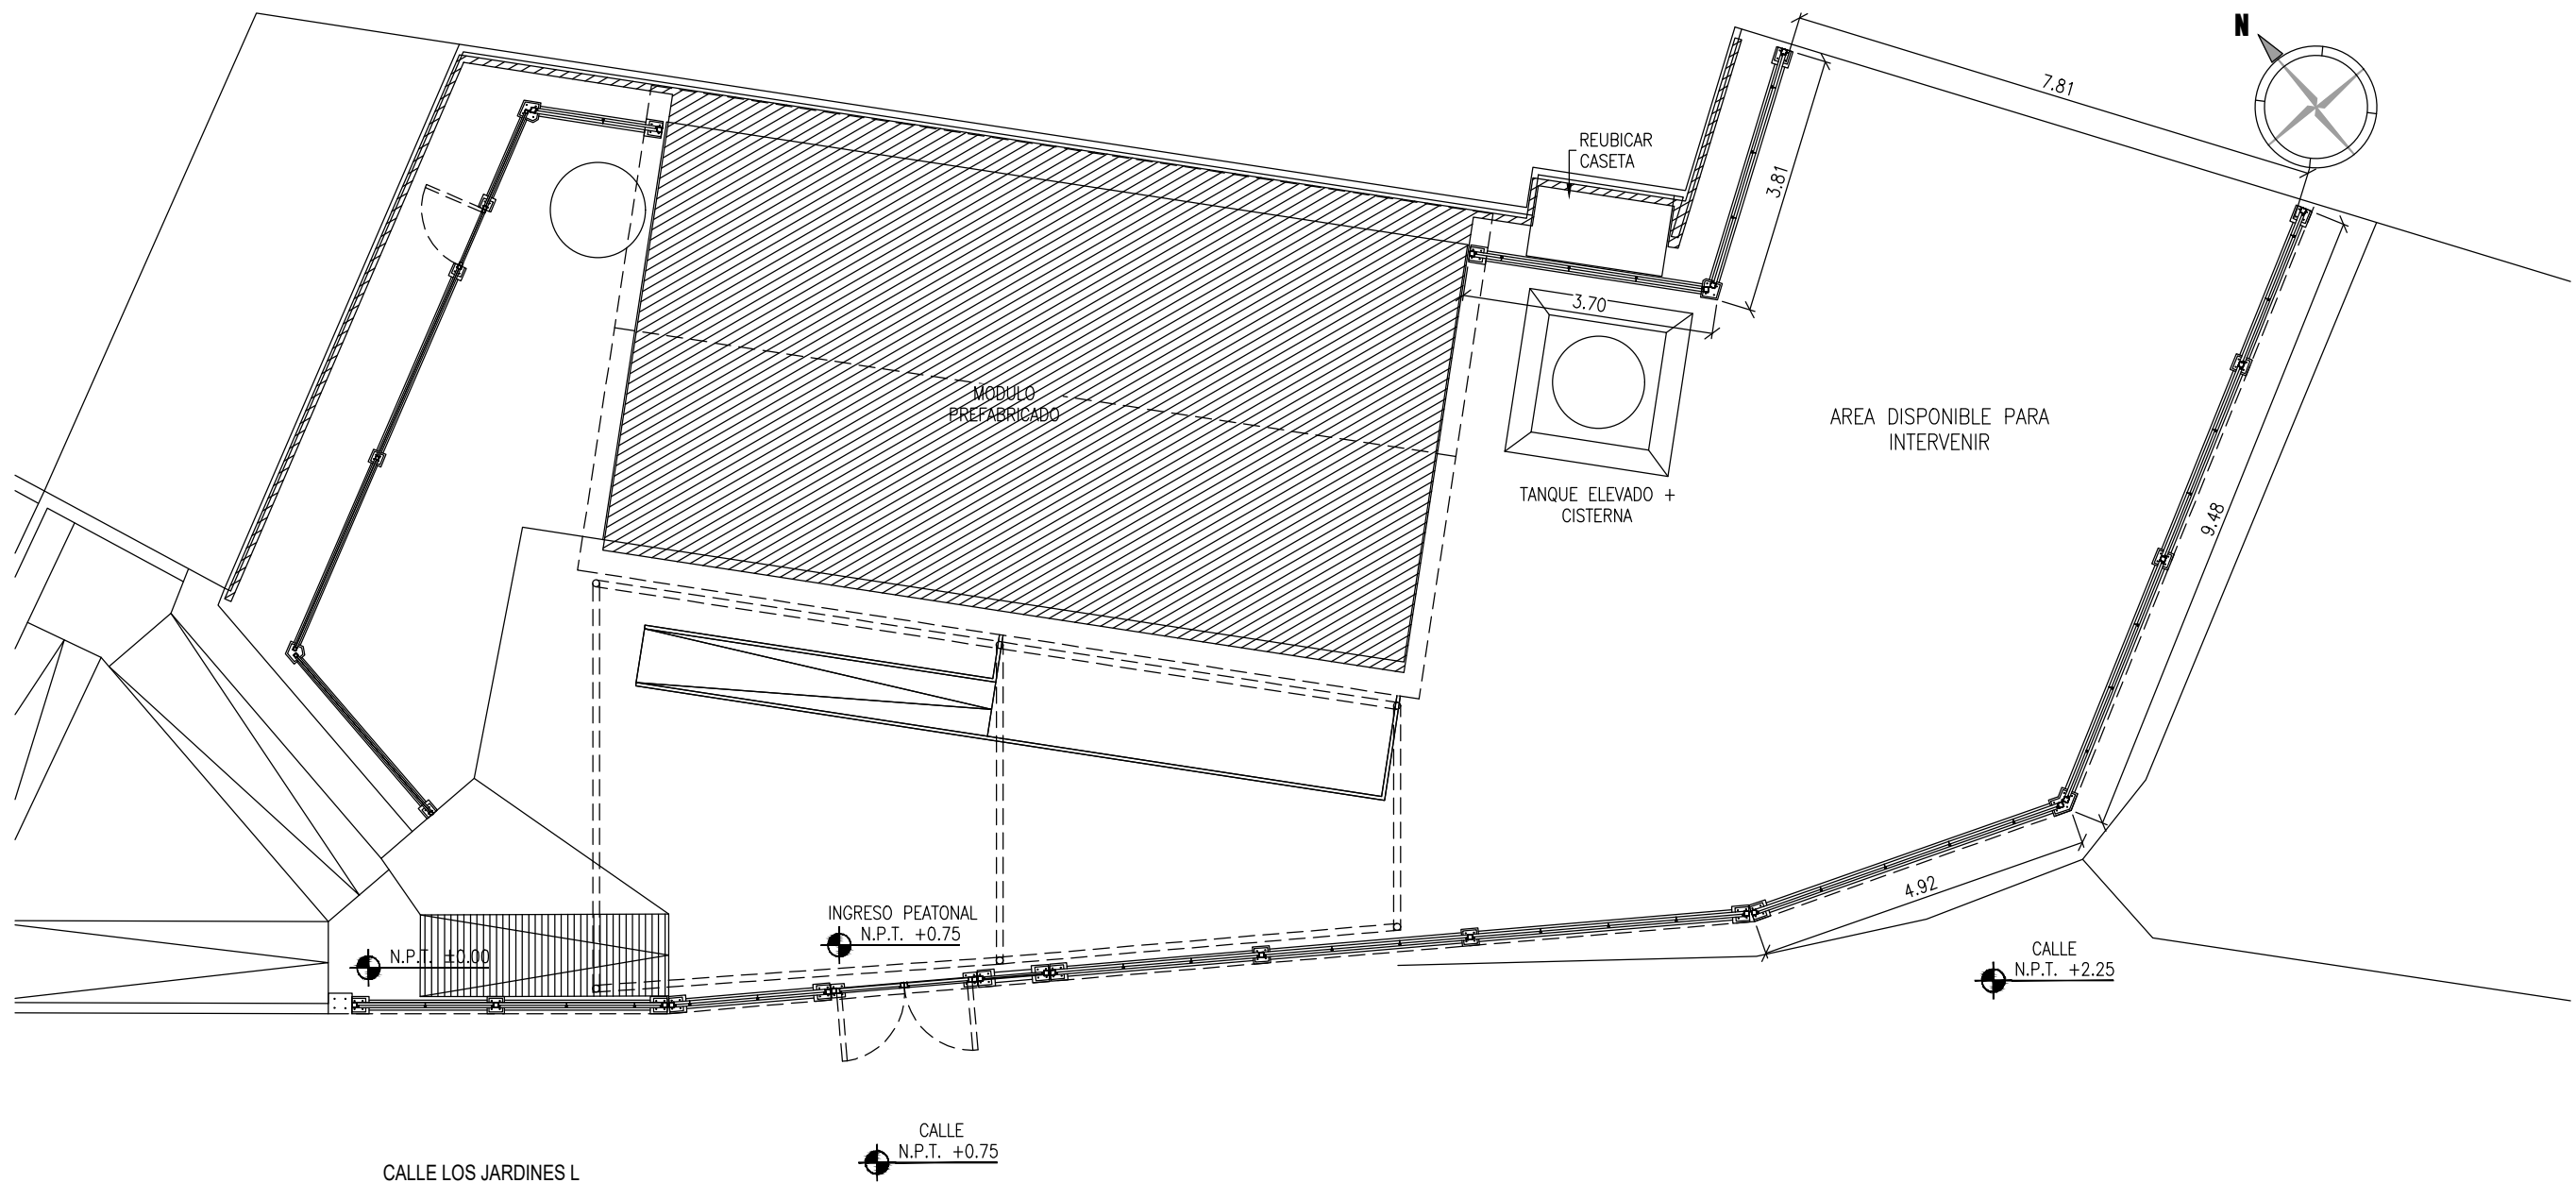 N
7.81
REUBICAR
CASETA
3.81
3.70
MODULO
PREFABRICADO
AREA DISPONIBLE PARA
INTERVENIR
TANQUE ELEVADO +
CISTERNA
9.48
4.92
INGRESO PEATONAL
N.P.T. +0.75
N.P.T. ±0.00
CALLE
N.P.T. +2.25
CALLE
N.P.T. +0.75
CALLE LOS JARDINES L